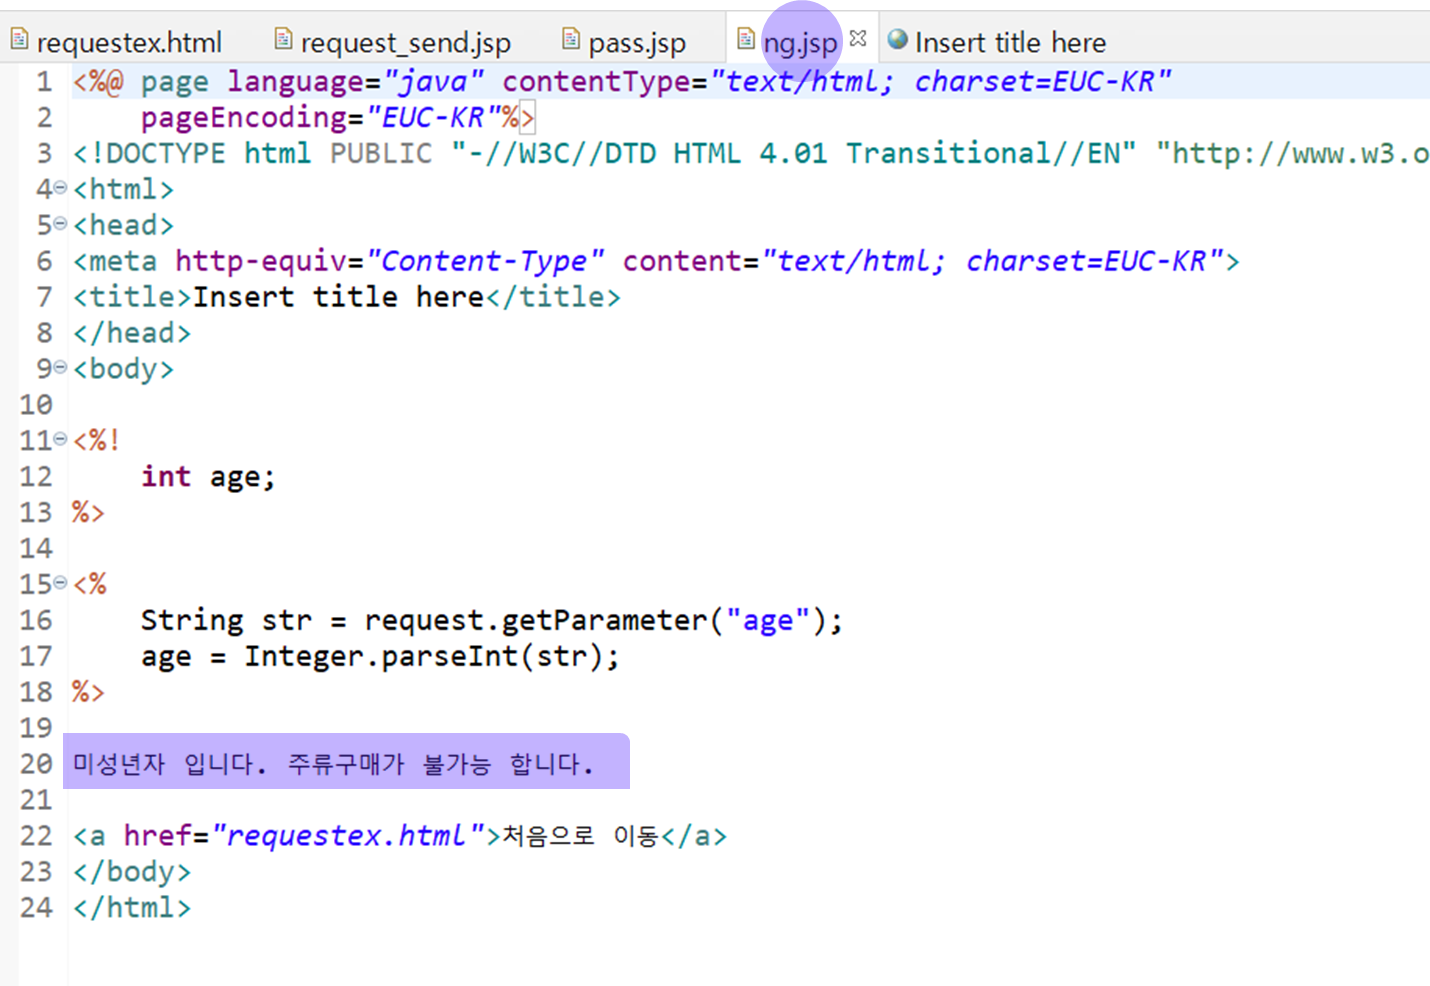 requestex.html request_send.jsp pass.jsp ng.jsp Insert title here
1 <%@ page language="java" contentType="text/html; charset=EUC-KR"
2 pageEncoding="EUC-KR"%>
3 <!DOCTYPE html PUBLIC "-//W3C//DTD HTML 4.01 Transitional//EN" "http://www.w3.o
4 <html>
5 <head>
6 <meta http-equiv="Content-Type" content="text/html; charset=EUC-KR">
7 <title>Insert title here</title>
8 </head>
9 <body>
10
11 <%!
12 int age;
13 %>
14
15 <%
16 String str = request.getParameter("age");
17 age = Integer.parseInt(str);
18 %>
19
20 미성년자 입니다. 주류구매가 불가능 합니다.
21
22 <a href="requestex.html">처음으로 이동</a>
23 </body>
24 </html>